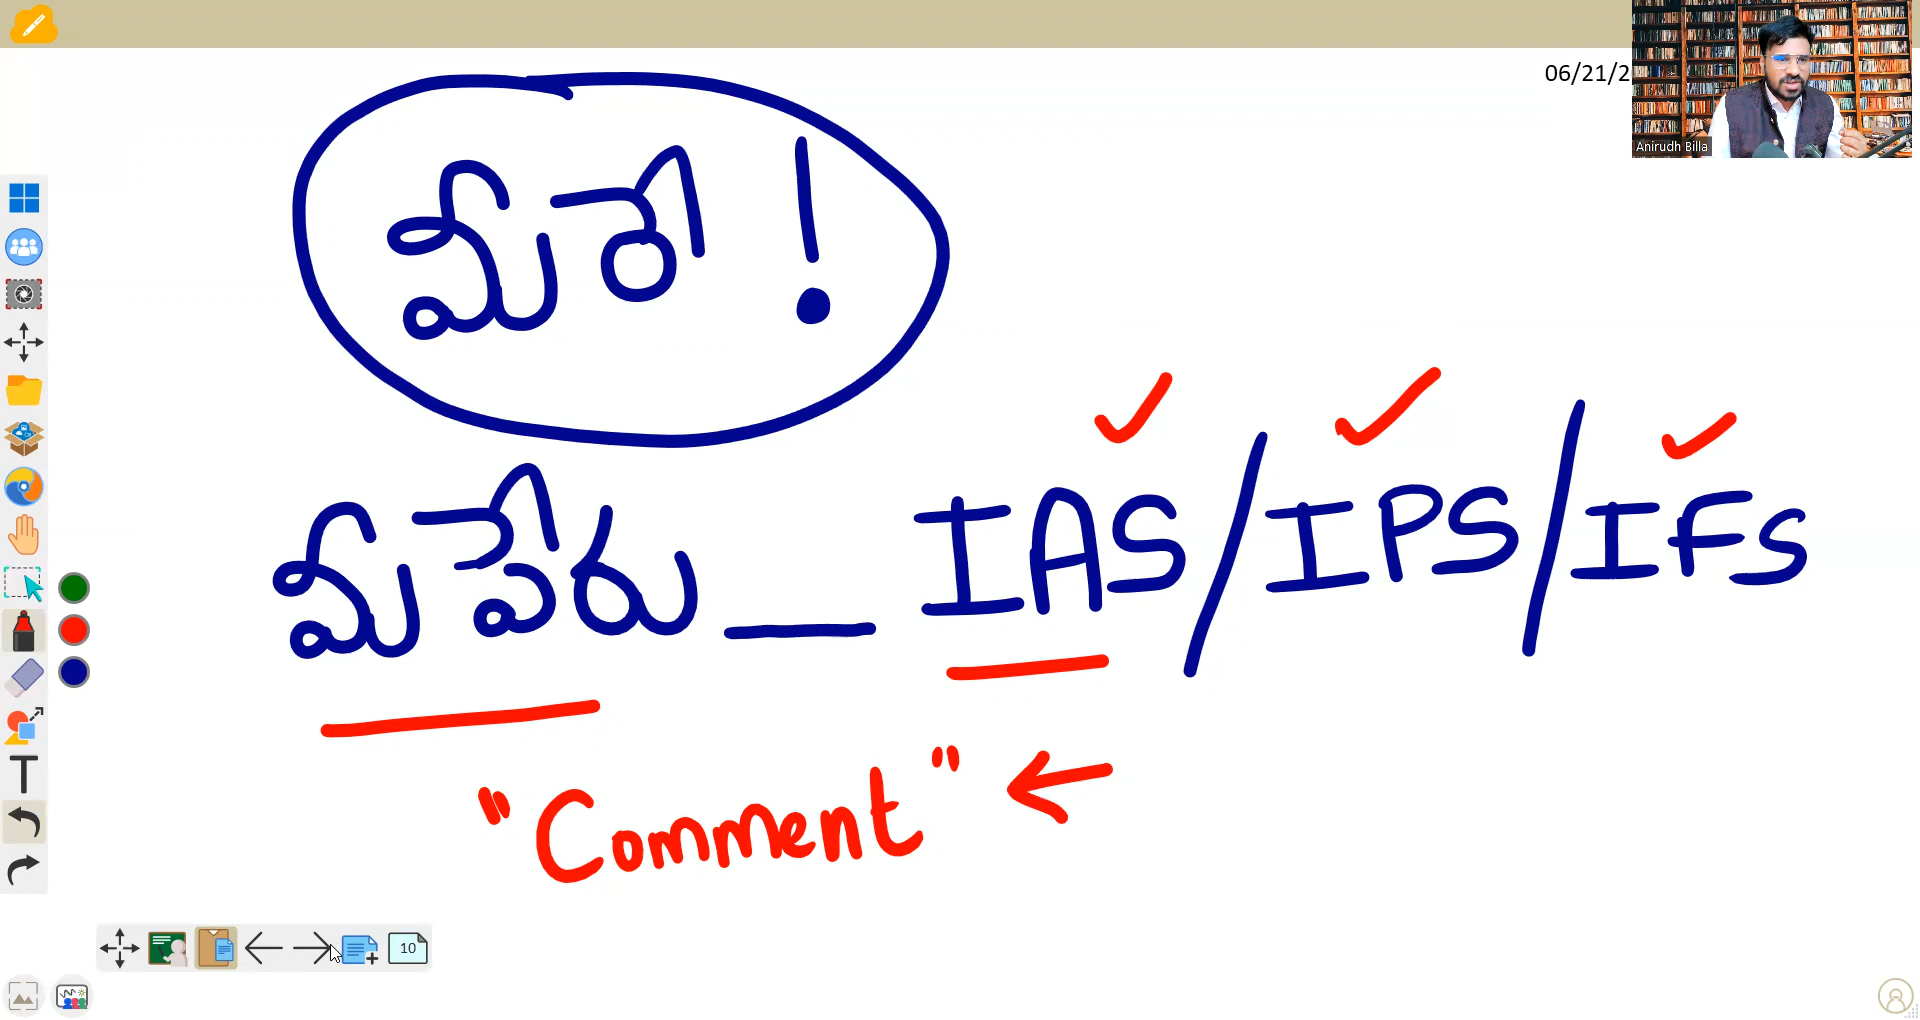 06/21/2
Anirudh Billa
మీరే !
మీ పేరు __ IAS/IPS/IFS
"Comment" ←
10